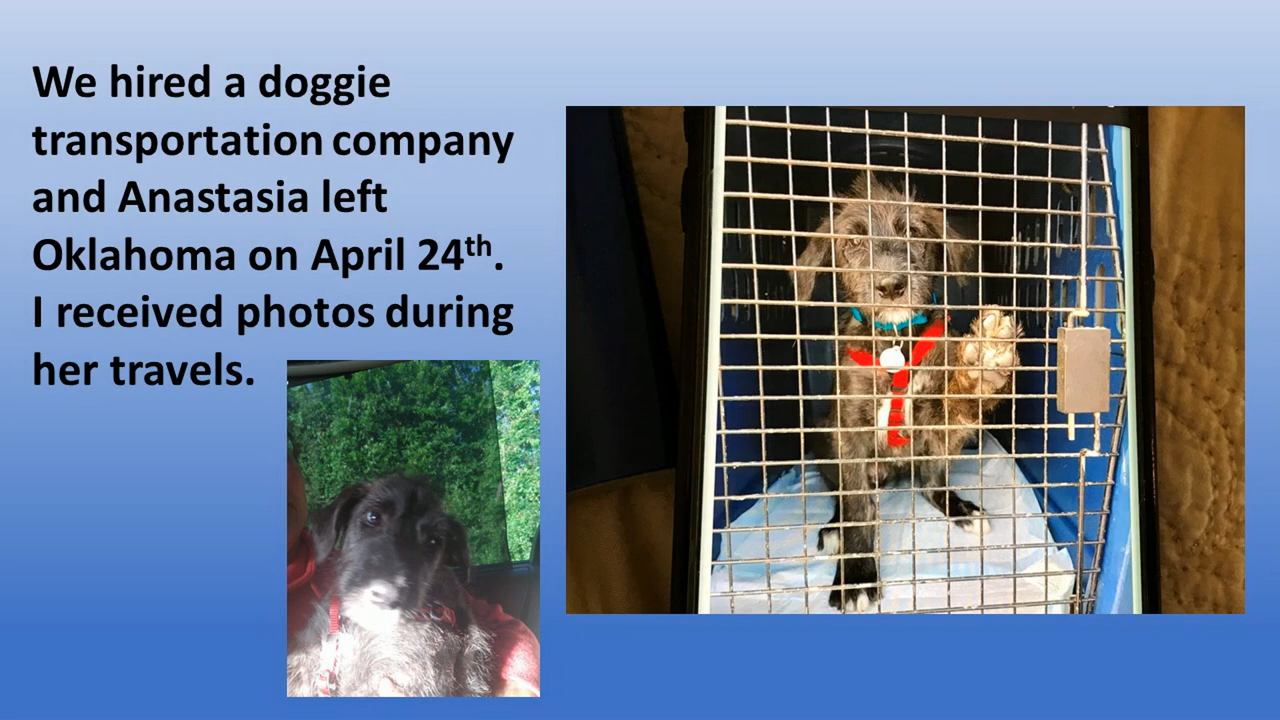 We hired a doggie
transportation company
and Anastasia left
Oklahoma on April 24th.
I received photos during
her travels.